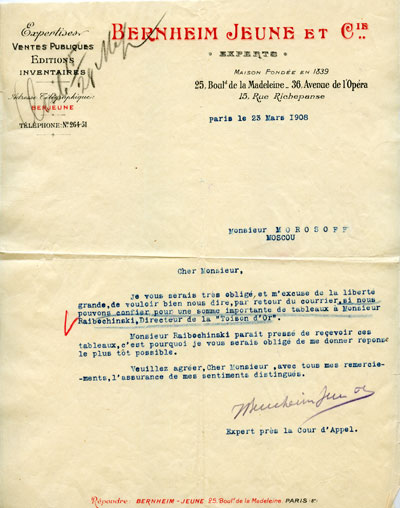 Expertises
VENTES PUBLIQUES
EDITIONS
INVENTAIRES
Adresse Télégraphique
BERJEUNE
TÉLÉPHONE: No 264-51
BERNHEIM JEUNE ET CIE
EXPERTS
MAISON FONDÉE EN 1839
25, Bould de la Madeleine _ 36, Avenue de l'Opéra
15, Rue Richepanse
Paris le 23 Mars 1908
Monsieur MOROSOFF
MOSCOU
Cher Monsieur,
Je vous serais très obligé, et m'excuse de la liberté
grande, de vouloir bien nous dire, par retour du courrier, si nous
pouvons confier pour une somme importante de tableaux à Monsieur
Raibochinski, Directeur de la "Toison d'Or".
Monsieur Raibochinski parait pressé de reçevoir ces
tableaux, c'est pourquoi je vous serais obligé de me donner réponse
le plus tôt possible.
Veuillez agréer, Cher Monsieur, avec tous mes remercie-
-ments, l'assurance de mes sentiments distingués.
Bernheim Jeune
Expert près la Cour d'Appel.
Répondre: BERNHEIM-JEUNE 25, Bould de la Madeleine, PARIS